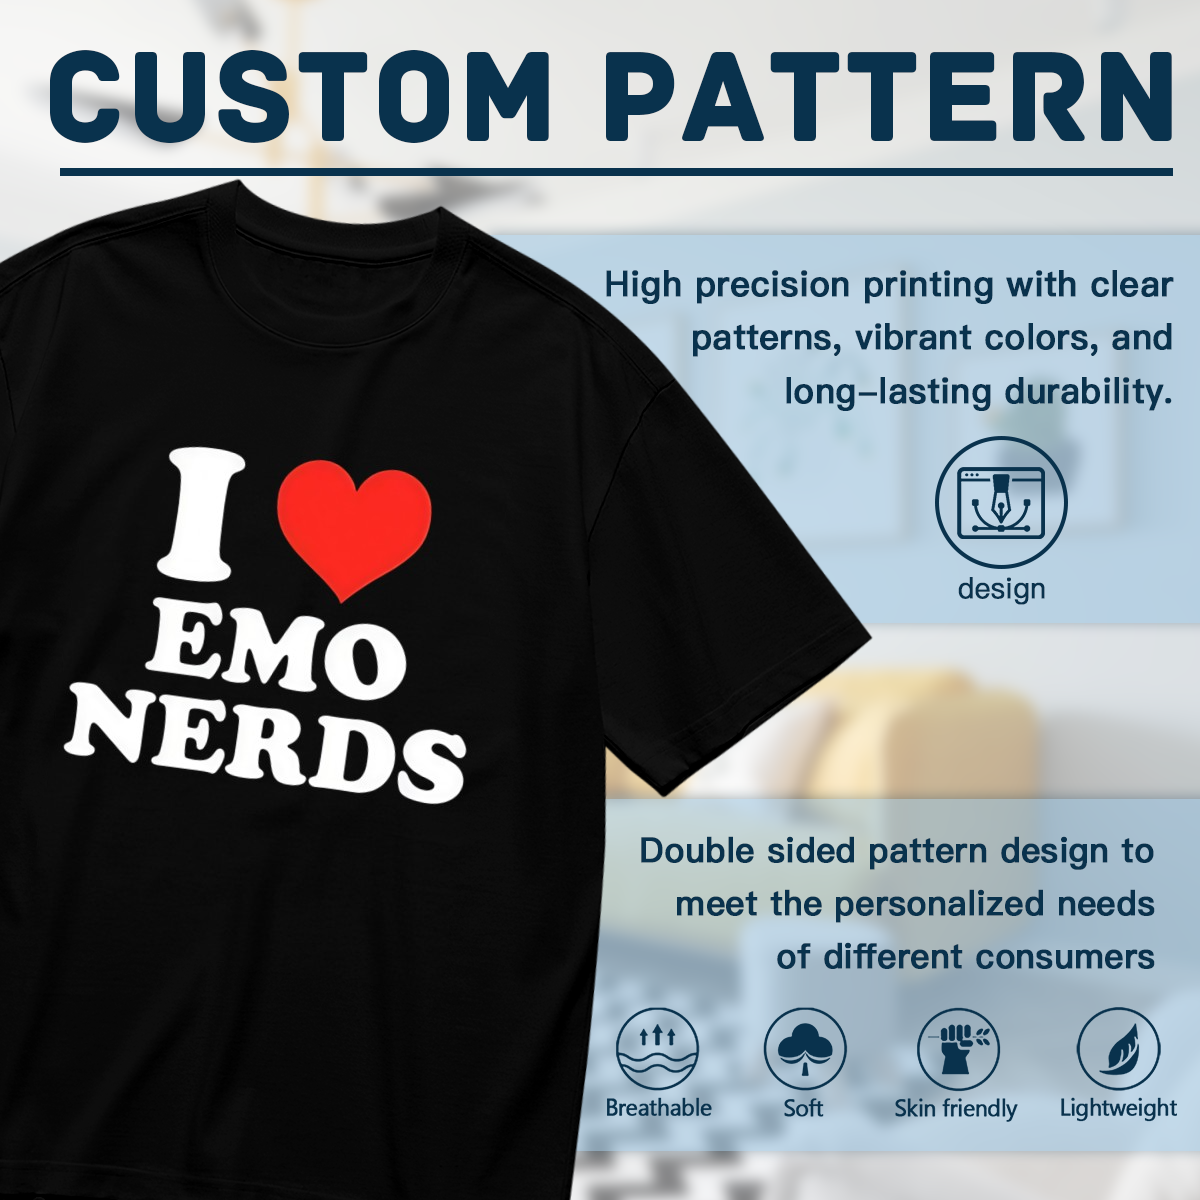 CUSTOM PATTERN
High precision printing with clear
patterns, vibrant colors, and
long-lasting durability.
design
I ❤
EMO
NERDS
Double sided pattern design to
meet the personalized needs
of different consumers
Breathable
Soft
Skin friendly
Lightweight